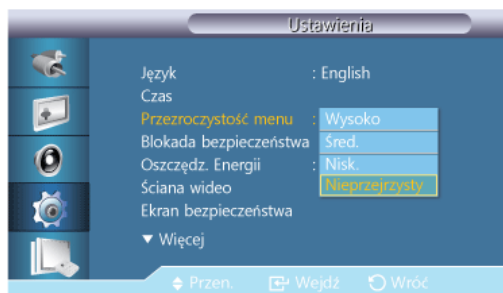 Ustawienia
Język : English
Czas
Przezroczystość menu : Wysoko
Blokada bezpieczeństwa Śred.
Oszczędz. Energii : Nisk.
Nieprzejrzysty
Ściana wideo
Ekran bezpieczeństwa
▼ Więcej
Przen. Wejdź Wróć